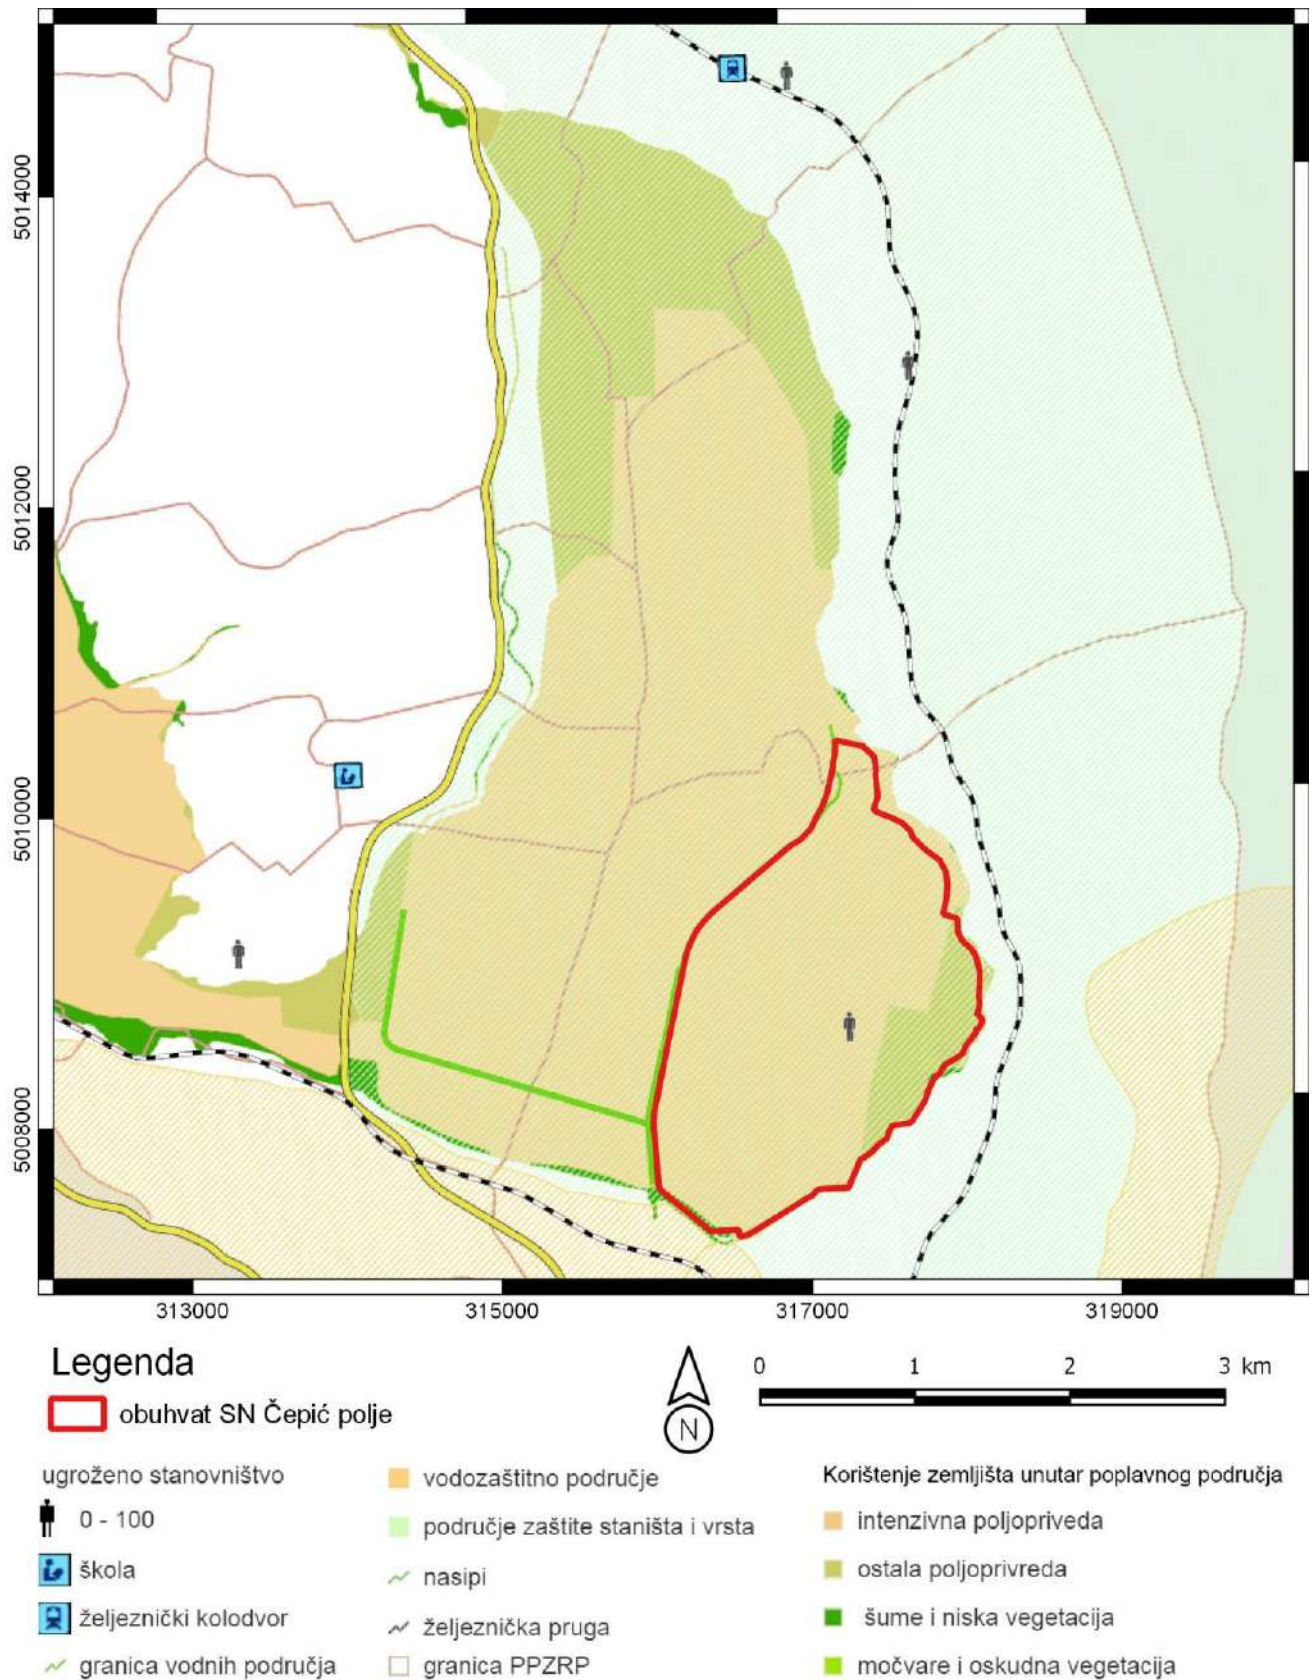 5014000
5012000
5010000
5008000
313000
315000
317000
319000
Legenda
obuhvat SN Čepić polje
N
0 1 2 3 km
ugroženo stanovništvo
0 - 100
škola
željeznički kolodvor
granica vodnih područja
vodozaštitno područje
područje zaštite staništa i vrsta
nasipi
željeznička pruga
granica PPZRP
Korištenje zemljišta unutar poplavnog područja
intenzivna poljopriveda
ostala poljoprivreda
šume i niska vegetacija
močvare i oskudna vegetacija